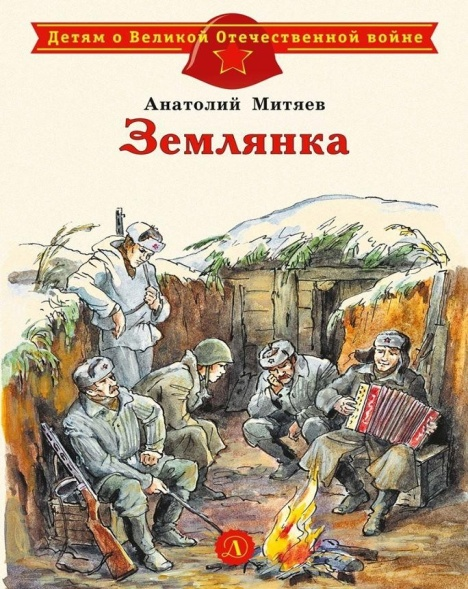 Детям о Великой Отечественной войне
Анатолий Митяев
Землянка
Д